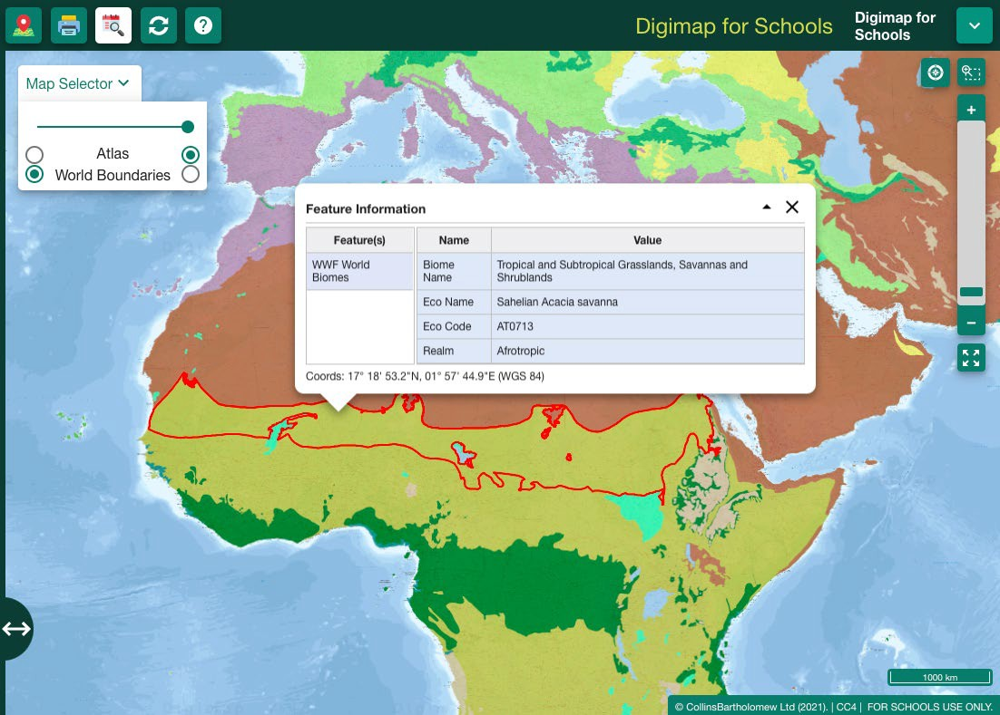 Digimap for Schools
Digimap for
Schools
?
Map Selector
Atlas
World Boundaries
+
−
Feature Information
Feature(s)
Name
Value
WWF World
Biomes
Biome
Name
Tropical and Subtropical Grasslands, Savannas and
Shrublands
Eco Name
Sahelian Acacia savanna
Eco Code
AT0713
Realm
Afrotropic
Coords: 17° 18' 53.2"N, 01° 57' 44.9"E (WGS 84)
1000 km
© CollinsBartholomew Ltd (2021). | CC4 | FOR SCHOOLS USE ONLY.